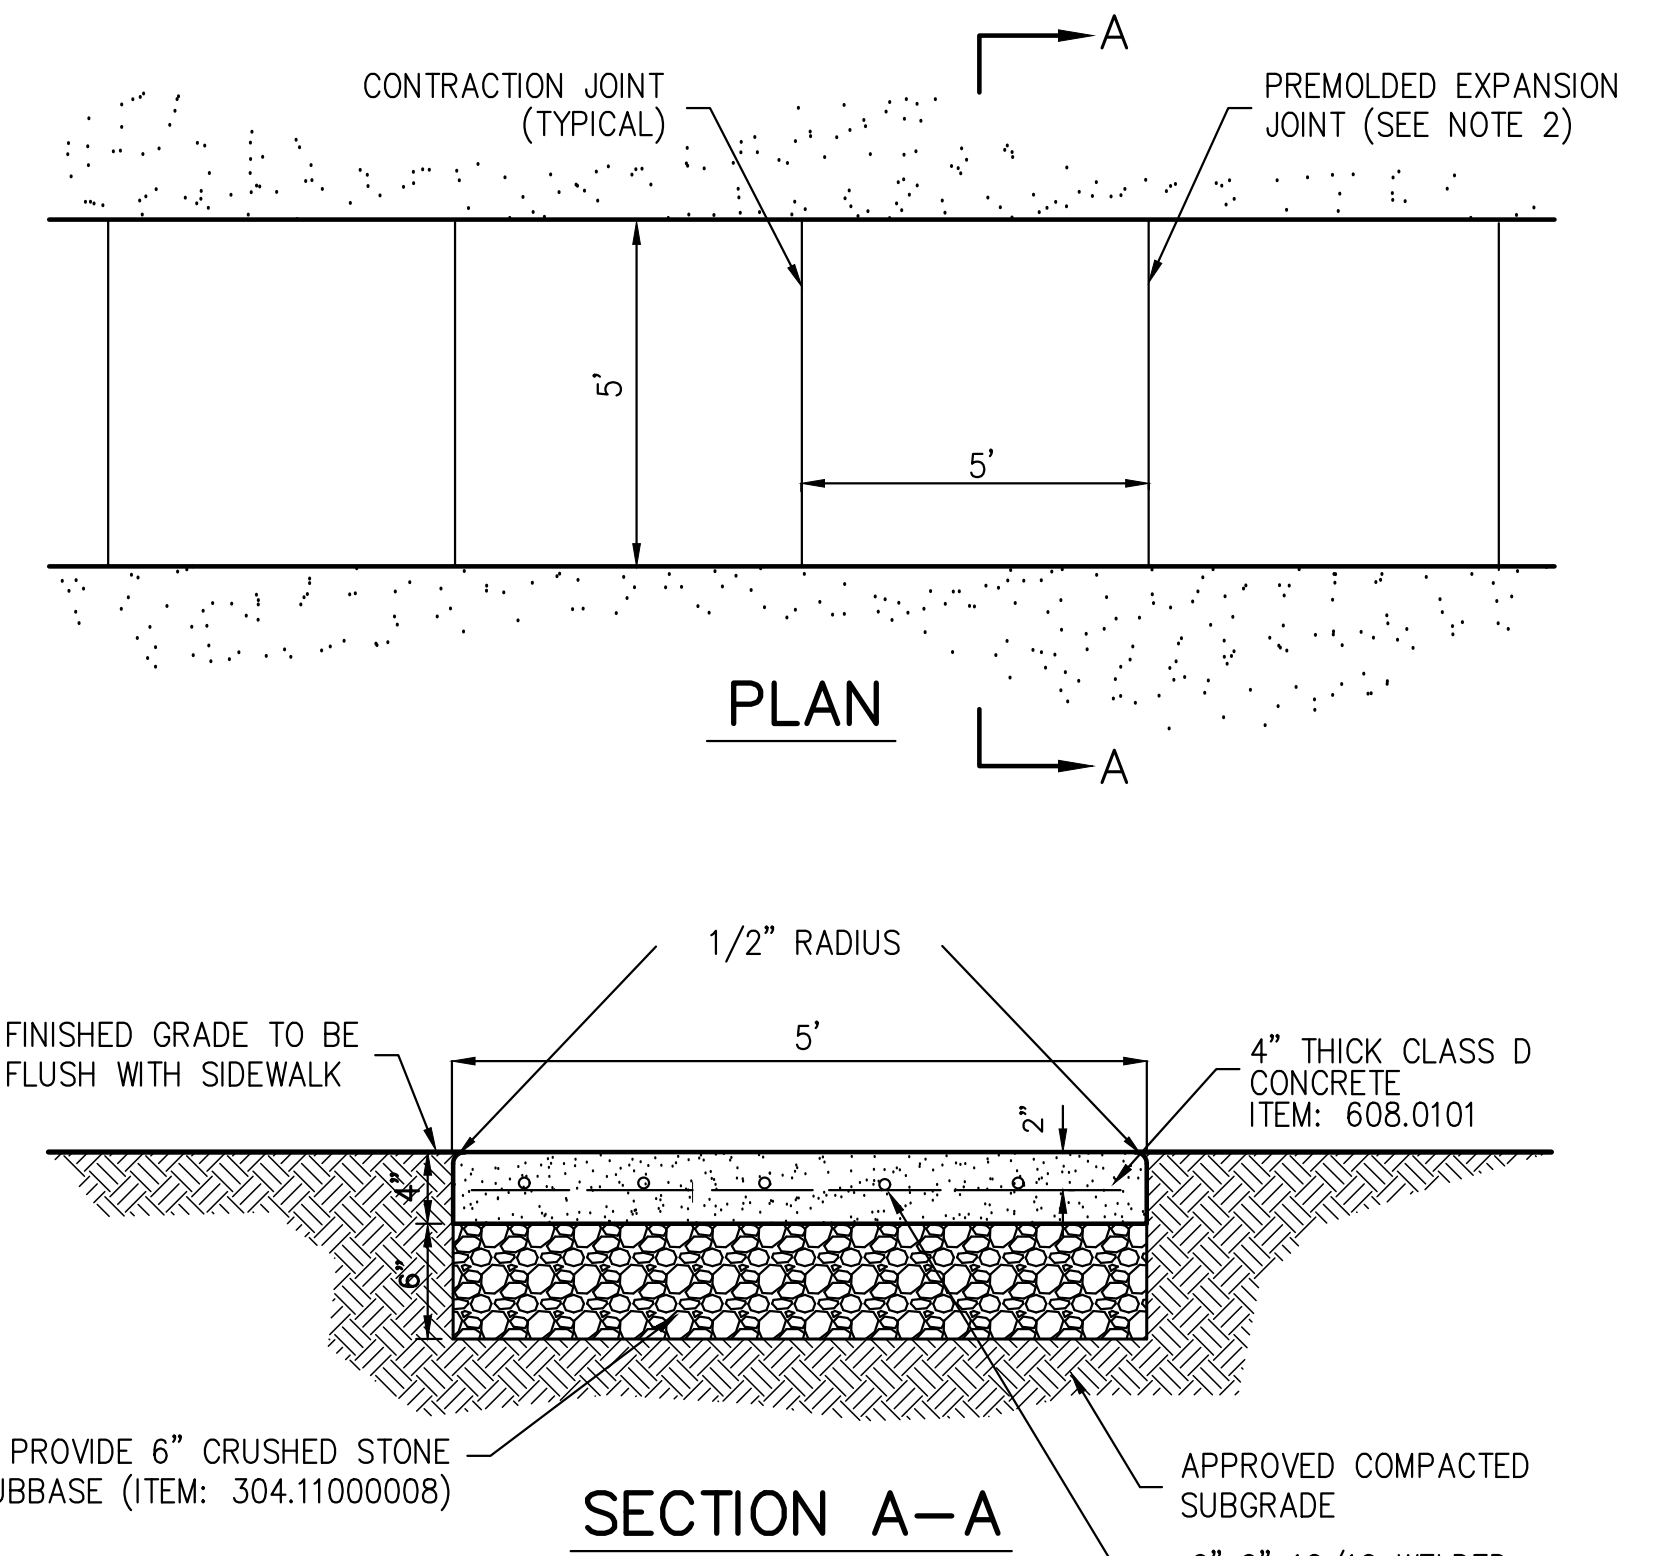 A
CONTRACTION JOINT
(TYPICAL)
PREMOLDED EXPANSION
JOINT (SEE NOTE 2)
5'
5'
PLAN
A
1/2" RADIUS
5'
FINISHED GRADE TO BE
FLUSH WITH SIDEWALK
2"
4" THICK CLASS D
CONCRETE
ITEM: 608.0101
4"
6"
PROVIDE 6" CRUSHED STONE
(ITEM: 304.11000008)
APPROVED COMPACTED
SUBGRADE
SECTION A-A